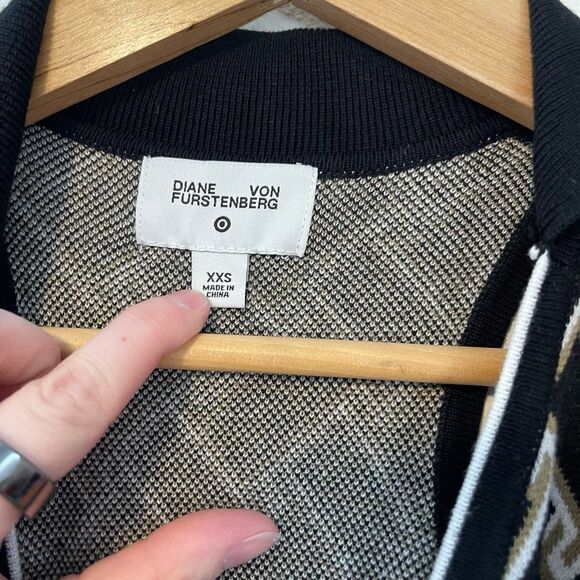 DIANE VON
FURSTENBERG
XXS
MADE IN
CHINA